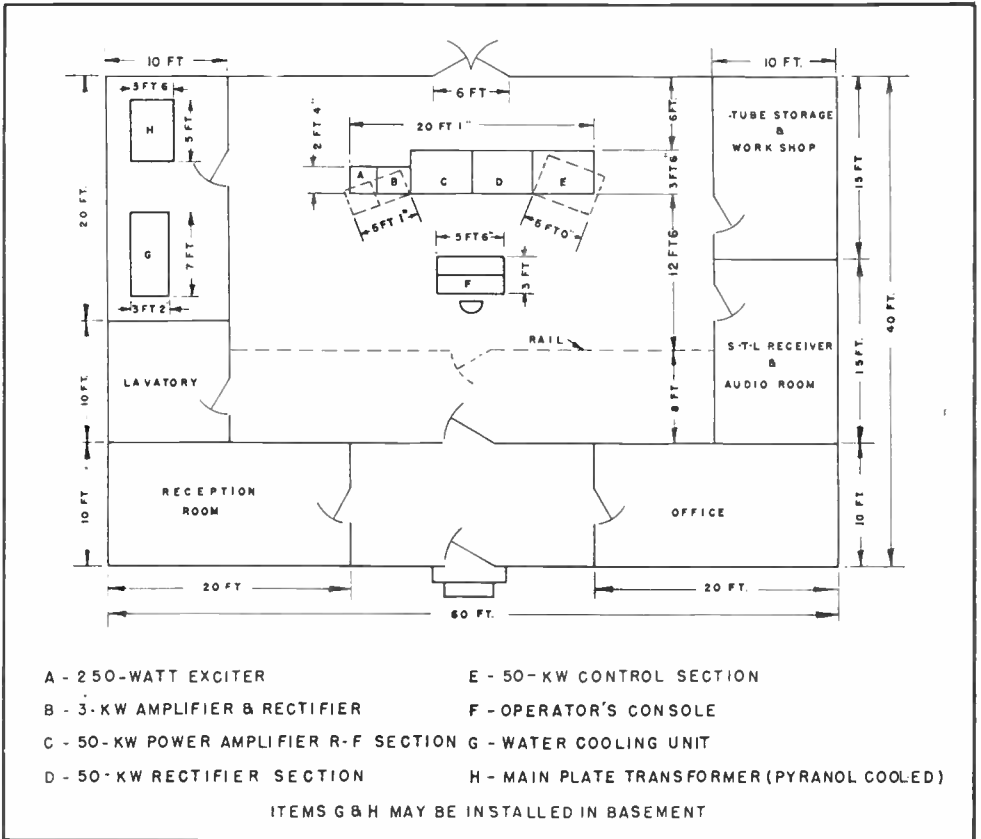 10 FT
10 FT.
3 FT 6
6 FT
20 FT 1"
H
5 FT
2 FT 4"
6 FT.
TUBE STORAGE
&
WORK SHOP
A
B
C
D
E
3 FT 6"
15 FT
20 FT.
6 FT 1"
6 FT 0"
5 FT 6"
G
7 FT
F
3 FT
12 FT 6
3 FT 2"
40 FT.
RAIL
S-T-L RECEIVER
&
AUDIO ROOM
15 FT.
LAVATORY
10 FT.
8 FT
RECEPTION
ROOM
OFFICE
10 FT
10 FT
20 FT
20 FT.
60 FT.
A - 250-WATT EXCITER
E - 50-KW CONTROL SECTION
B - 3-KW AMPLIFIER & RECTIFIER
F - OPERATOR'S CONSOLE
C - 50-KW POWER AMPLIFIER R-F SECTION
G - WATER COOLING UNIT
D - 50-KW RECTIFIER SECTION
H - MAIN PLATE TRANSFORMER (PYRANOL COOLED)
ITEMS G & H MAY BE INSTALLED IN BASEMENT